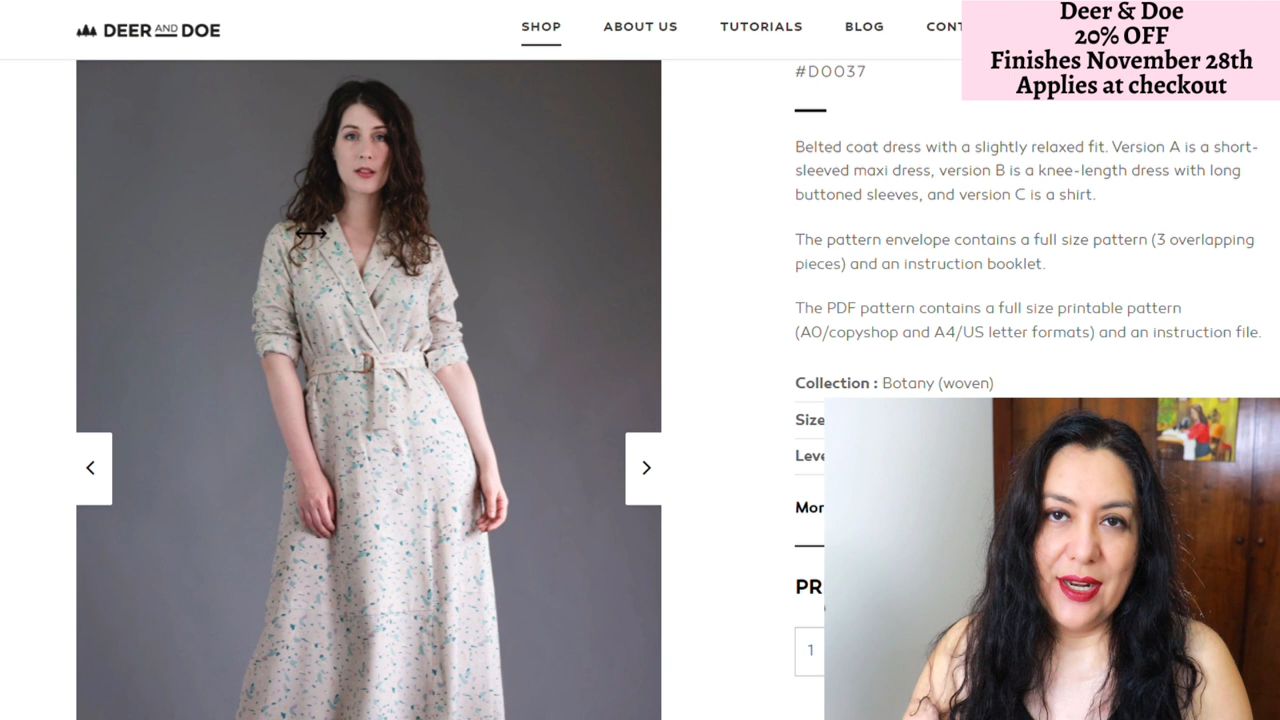 DEER AND DOE
SHOP
ABOUT US
TUTORIALS
BLOG
CONT
Deer & Doe
20% OFF
Finishes November 28th
Applies at checkout
#D0037
Belted coat dress with a slightly relaxed fit. Version A is a short-
sleeved maxi dress, version B is a knee-length dress with long
buttoned sleeves, and version C is a shirt.
The pattern envelope contains a full size pattern (3 overlapping
pieces) and an instruction booklet.
The PDF pattern contains a full size printable pattern
(A0/copyshop and A4/US letter formats) and an instruction file.
Collection : Botany (woven)
Size
Leve
Mor
PR
1